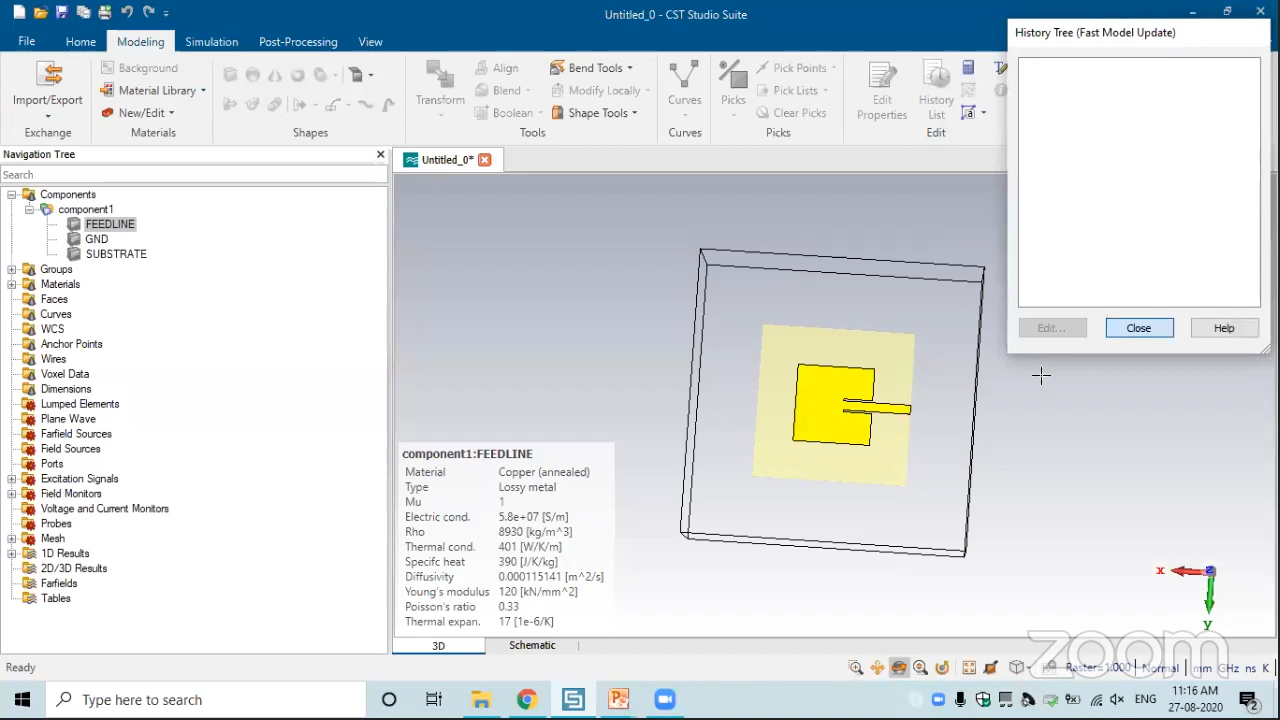 Untitled_0 - CST Studio Suite
File
Home
Modeling
Simulation
Post-Processing
View
Import/Export
Exchange
Background
Material Library
New/Edit
Materials
Shapes
Transform
Align
Blend
Boolean
Bend Tools
Modify Locally
Shape Tools
Tools
Curves
Curves
Picks
Pick Points
Pick Lists
Clear Picks
Picks
Edit
Properties
History
List
Edit
History Tree (Fast Model Update)
Edit...
Close
Help
Navigation Tree
Search
Components
component1
FEEDLINE
GND
SUBSTRATE
Groups
Materials
Faces
Curves
WCS
Anchor Points
Wires
Voxel Data
Dimensions
Lumped Elements
Plane Wave
Farfield Sources
Field Sources
Ports
Excitation Signals
Field Monitors
Voltage and Current Monitors
Probes
Mesh
1D Results
2D/3D Results
Farfields
Tables
Untitled_0*
component1:FEEDLINE
Material Copper (annealed)
Type Lossy metal
Mu 1
Electric cond. 5.8e+07 [S/m]
Rho 8930 [kg/m^3]
Thermal cond. 401 [W/K/m]
Specifc heat 390 [J/K/kg]
Diffusivity 0.000115141 [m^2/s]
Young's modulus 120 [kN/mm^2]
Poisson's ratio 0.33
Thermal expan. 17 [1e-6/K]
x
y
zoom
3D
Schematic
Ready
Raster=1.000 Normal mm GHz ns K
Type here to search
ENG
11:16 AM
27-08-2020
2